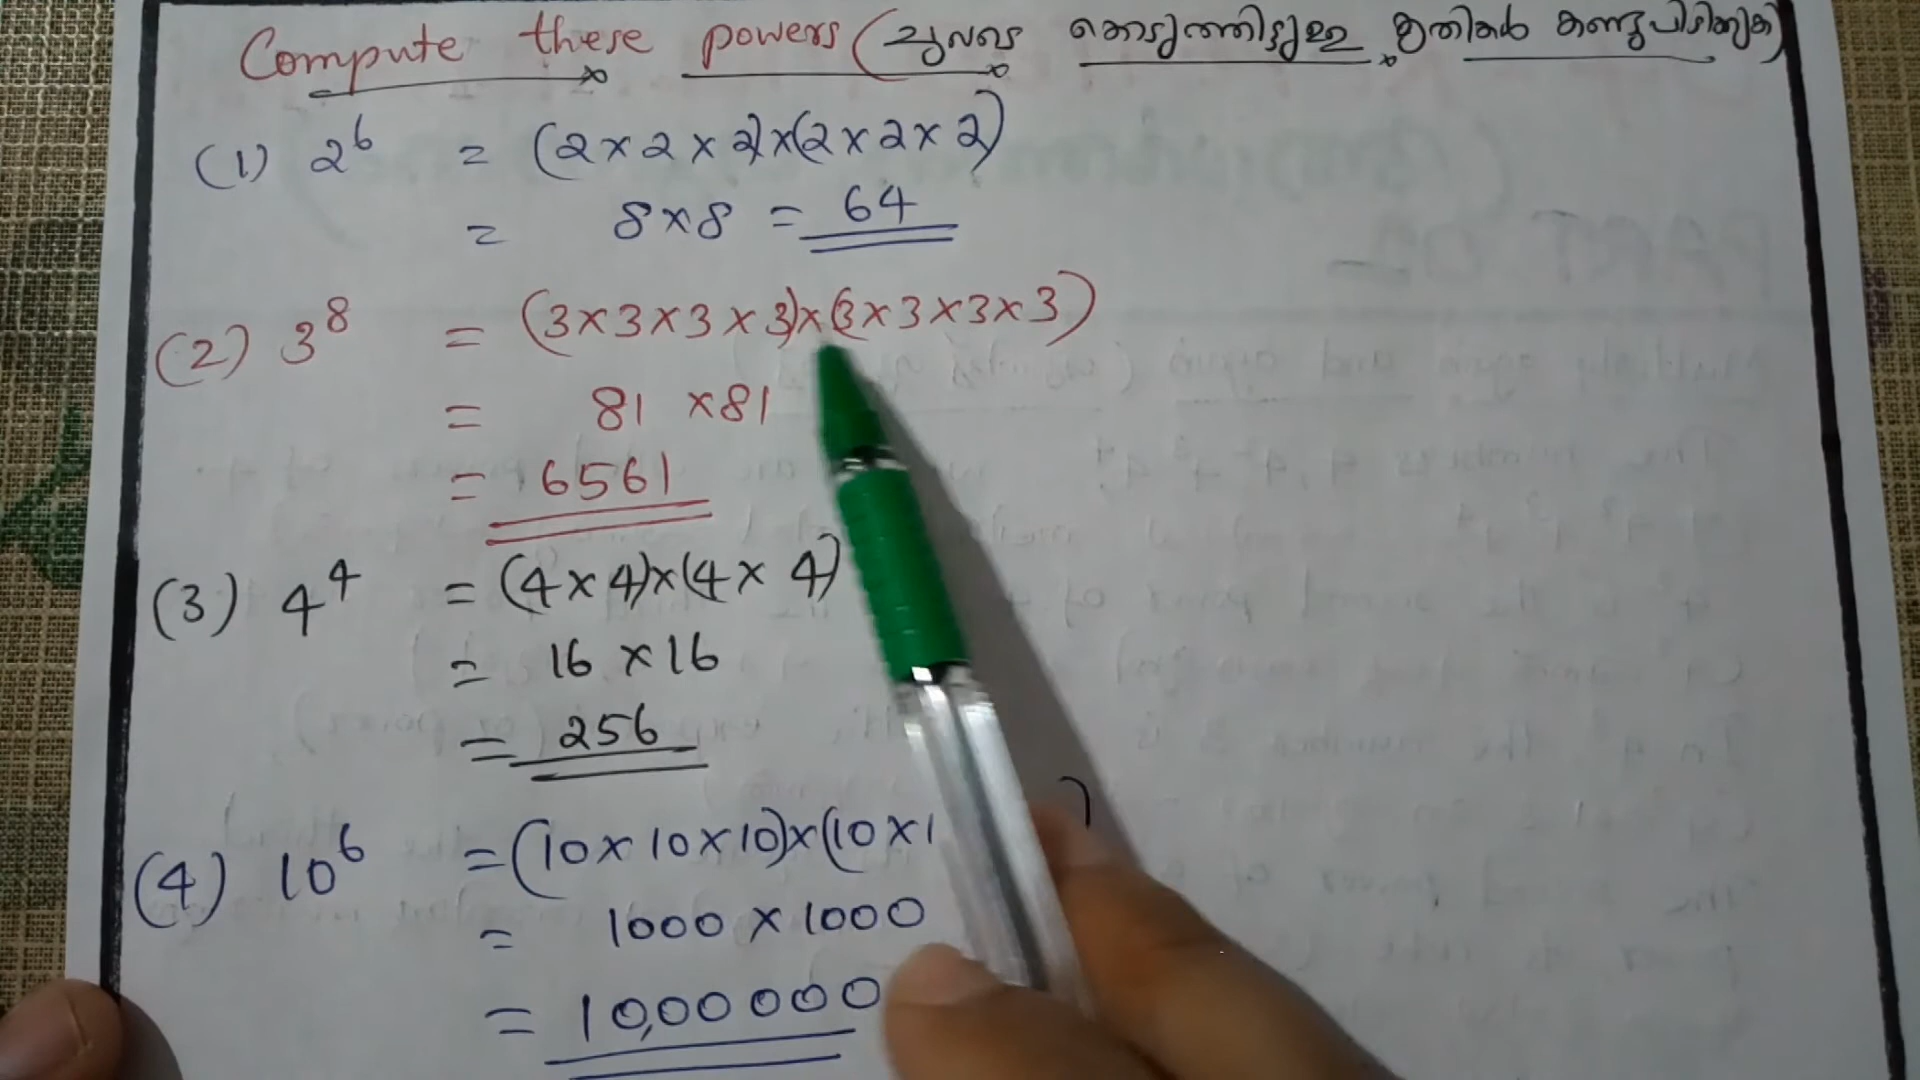 Compute these powers (ചുവടെ കൊടുത്തിട്ടുള്ള കൃതികൾ കണ്ടുപിടിക്കുക)
(1) 2⁶ = (2×2×2)×(2×2×2)
= 8×8 = 64
(2) 3⁸ = (3×3×3×3)×(3×3×3×3)
= 81 ×81
= 6561
(3) 4⁴ = (4×4)×(4×4)
= 16 ×16
= 256
(4) 10⁶ = (10×10×10)×(10×1 )
= 1000 × 1000
= 10,00000